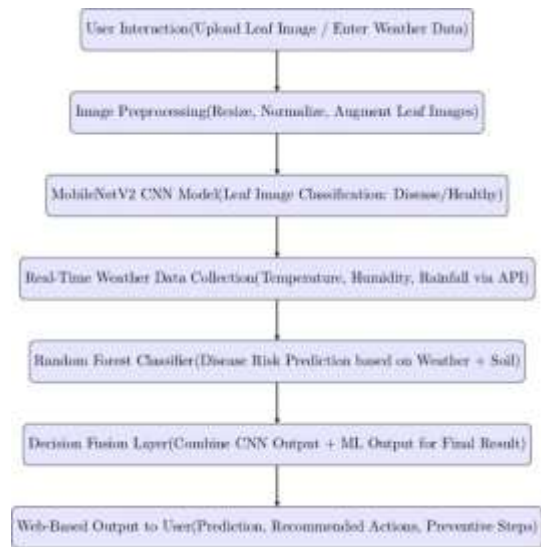 User Interaction(Upload Leaf Image / Enter Weather Data)
Image Preprocessing(Resize, Normalize, Augment Leaf Images)
MobileNetV2 CNN Model(Leaf Image Classification: Disease/Healthy)
Real-Time Weather Data Collection(Temperature, Humidity, Rainfall via API)
Random Forest Classifier(Disease Risk Prediction based on Weather + Soil)
Decision Fusion Layer(Combine CNN Output + ML Output for Final Result)
Web-Based Output to User(Prediction, Recommended Actions, Preventive Steps)